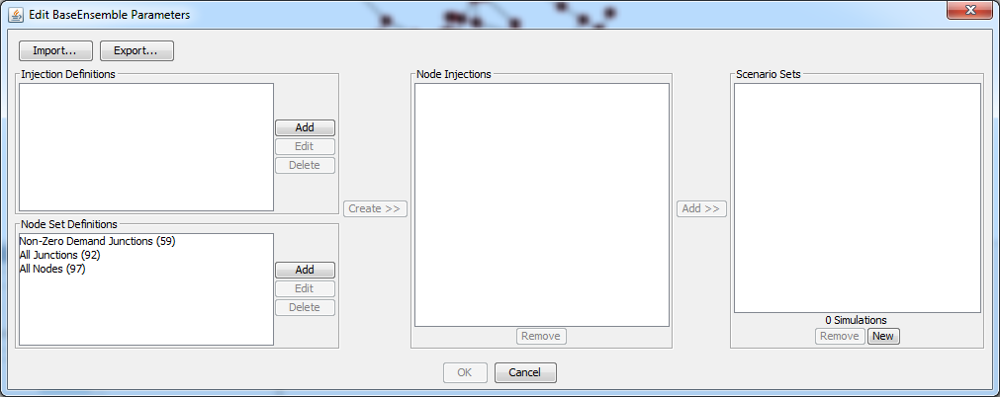 Edit BaseEnsemble Parameters
Import...
Export...
Injection Definitions
Add
Edit
Delete
Node Set Definitions
Non-Zero Demand Junctions (59)
All Junctions (92)
All Nodes (97)
Add
Edit
Delete
Create >>
Node Injections
Remove
Add >>
Scenario Sets
0 Simulations
Remove
New
OK
Cancel